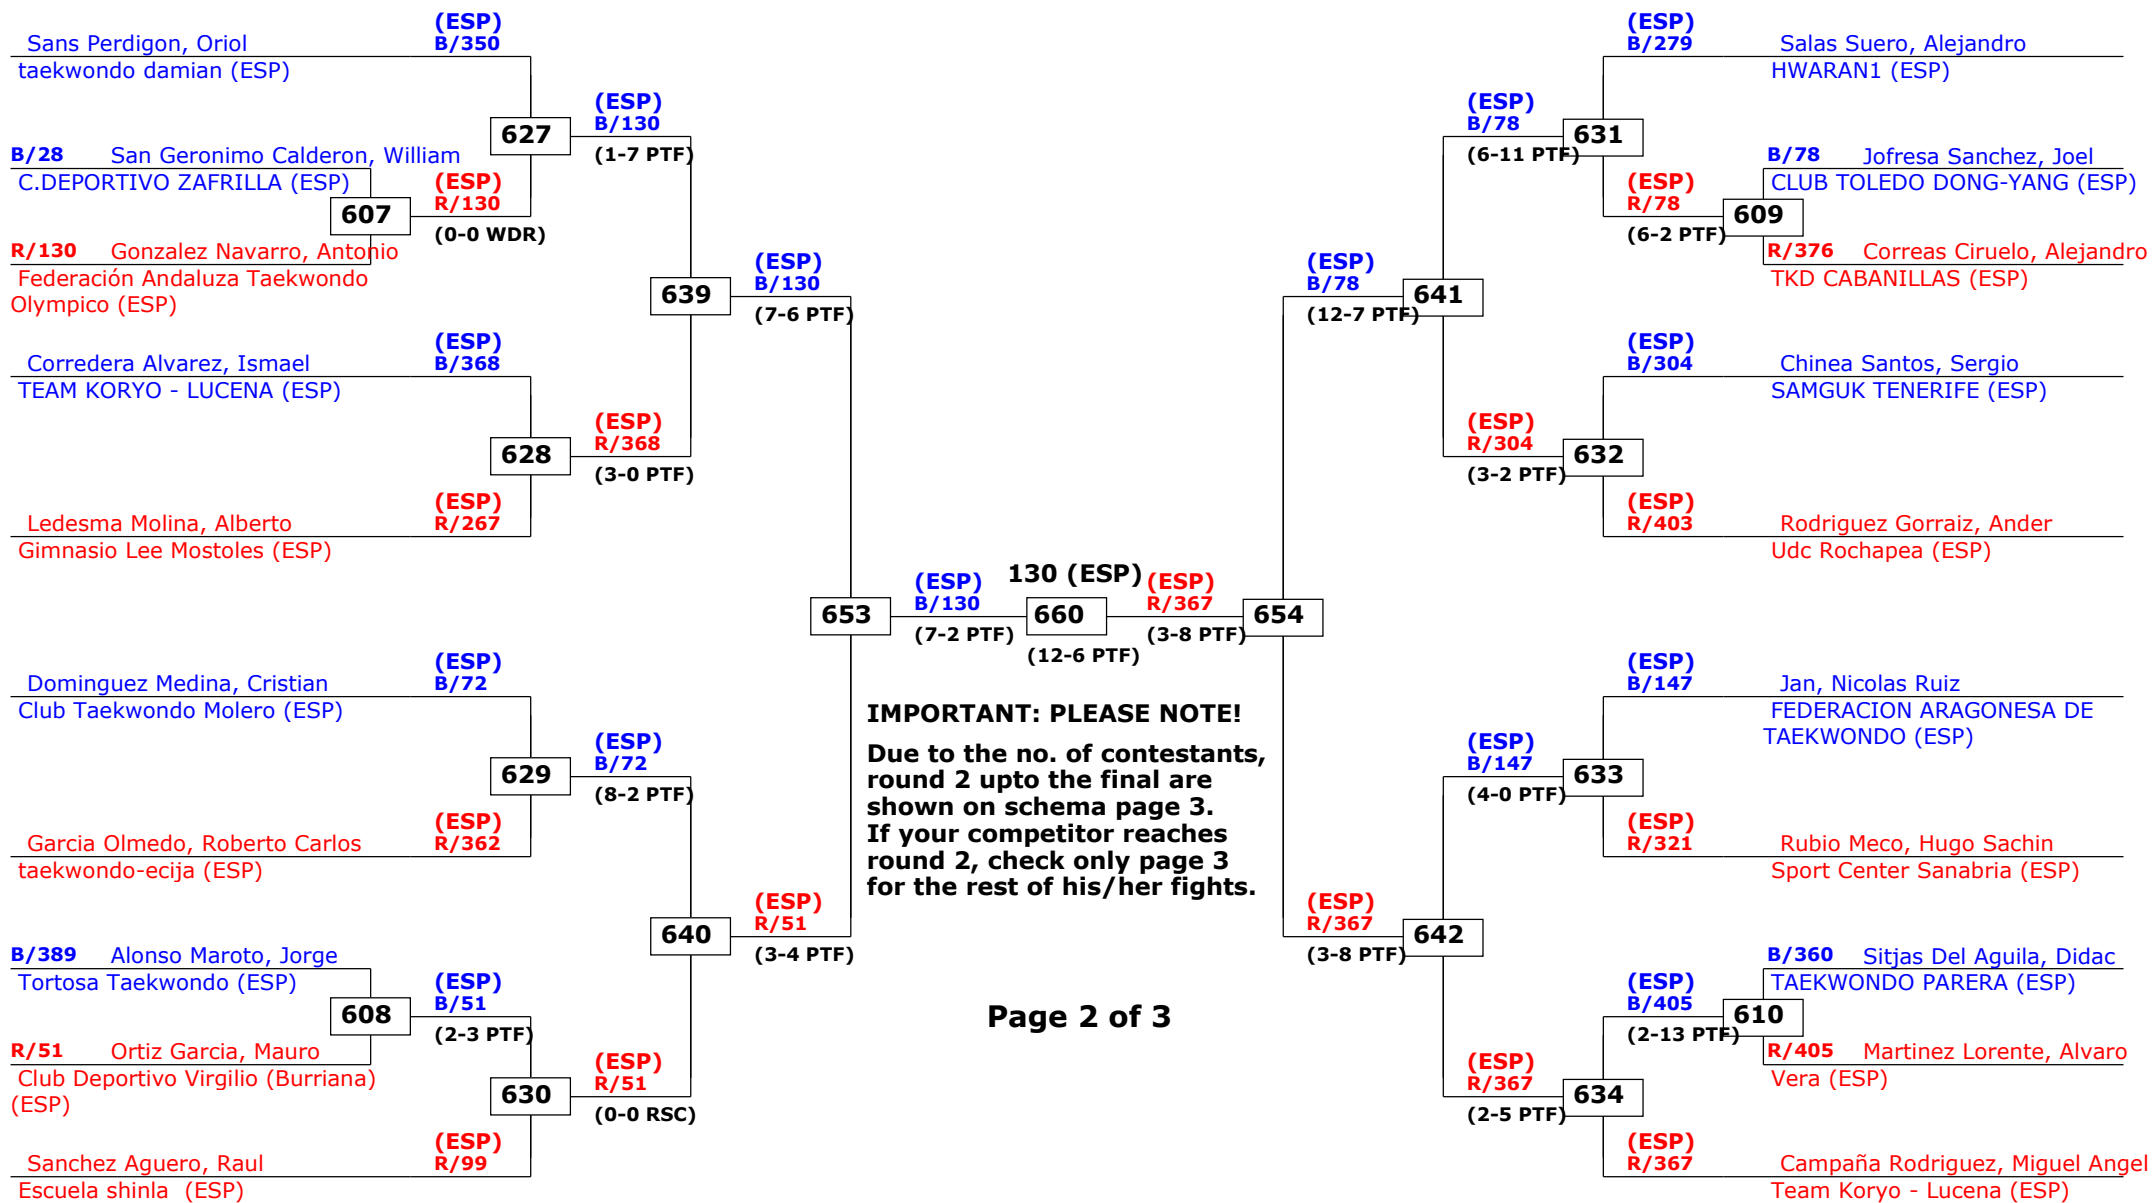 (ESP)
Sans Perdigon, Oriol B/350
taekwondo damian (ESP)
B/28 San Geronimo Calderon, William
C.DEPORTIVO ZAFRILLA (ESP)
607
(ESP)
R/130
(0-0 WDR)
R/130 Gonzalez Navarro, Antonio
Federación Andaluza Taekwondo
Olympico (ESP)
627
(ESP)
B/130
(1-7 PTF)
(ESP)
Corredera Alvarez, Ismael B/368
TEAM KORYO - LUCENA (ESP)
628
(ESP)
R/368
(3-0 PTF)
(ESP)
Ledesma Molina, Alberto R/267
Gimnasio Lee Mostoles (ESP)
639
(ESP)
B/130
(7-6 PTF)
(ESP)
Dominguez Medina, Cristian B/72
Club Taekwondo Molero (ESP)
629
(ESP)
B/72
(8-2 PTF)
(ESP)
Garcia Olmedo, Roberto Carlos R/362
taekwondo-ecija (ESP)
B/389 Alonso Maroto, Jorge
Tortosa Taekwondo (ESP)
608
(ESP)
B/51
(2-3 PTF)
R/51 Ortiz Garcia, Mauro
Club Deportivo Virgilio (Burriana)
(ESP)
630
(ESP)
R/51
(0-0 RSC)
(ESP)
Sanchez Aguero, Raul R/99
Escuela shinla (ESP)
640
(ESP)
R/51
(3-4 PTF)
653
(ESP)
B/130
(7-2 PTF)
130 (ESP)
660
(12-6 PTF)
(ESP)
R/367
(3-8 PTF)
654
IMPORTANT: PLEASE NOTE!
Due to the no. of contestants,
round 2 upto the final are
shown on schema page 3.
If your competitor reaches
round 2, check only page 3
for the rest of his/her fights.
Page 2 of 3
(ESP)
B/279 Salas Suero, Alejandro
HWARAN1 (ESP)
(ESP)
B/78
(6-11 PTF)
631
B/78 Jofresa Sanchez, Joel
CLUB TOLEDO DONG-YANG (ESP)
(ESP)
R/78
(6-2 PTF)
609
R/376 Correas Ciruelo, Alejandro
TKD CABANILLAS (ESP)
(ESP)
B/78
(12-7 PTF)
641
(ESP)
B/304 Chinea Santos, Sergio
SAMGUK TENERIFE (ESP)
(ESP)
R/304
(3-2 PTF)
632
(ESP)
R/403 Rodriguez Gorraiz, Ander
Udc Rochapea (ESP)
(ESP)
B/147 Jan, Nicolas Ruiz
FEDERACION ARAGONESA DE
TAEKWONDO (ESP)
(ESP)
B/147
(4-0 PTF)
633
(ESP)
R/321 Rubio Meco, Hugo Sachin
Sport Center Sanabria (ESP)
(ESP)
R/367
(3-8 PTF)
642
B/360 Sitjas Del Aguila, Didac
TAEKWONDO PARERA (ESP)
(ESP)
B/405
(2-13 PTF)
610
R/405 Martinez Lorente, Alvaro
Vera (ESP)
(ESP)
R/367
(2-5 PTF)
634
(ESP)
R/367 Campaña Rodriguez, Miguel Angel
Team Koryo - Lucena (ESP)